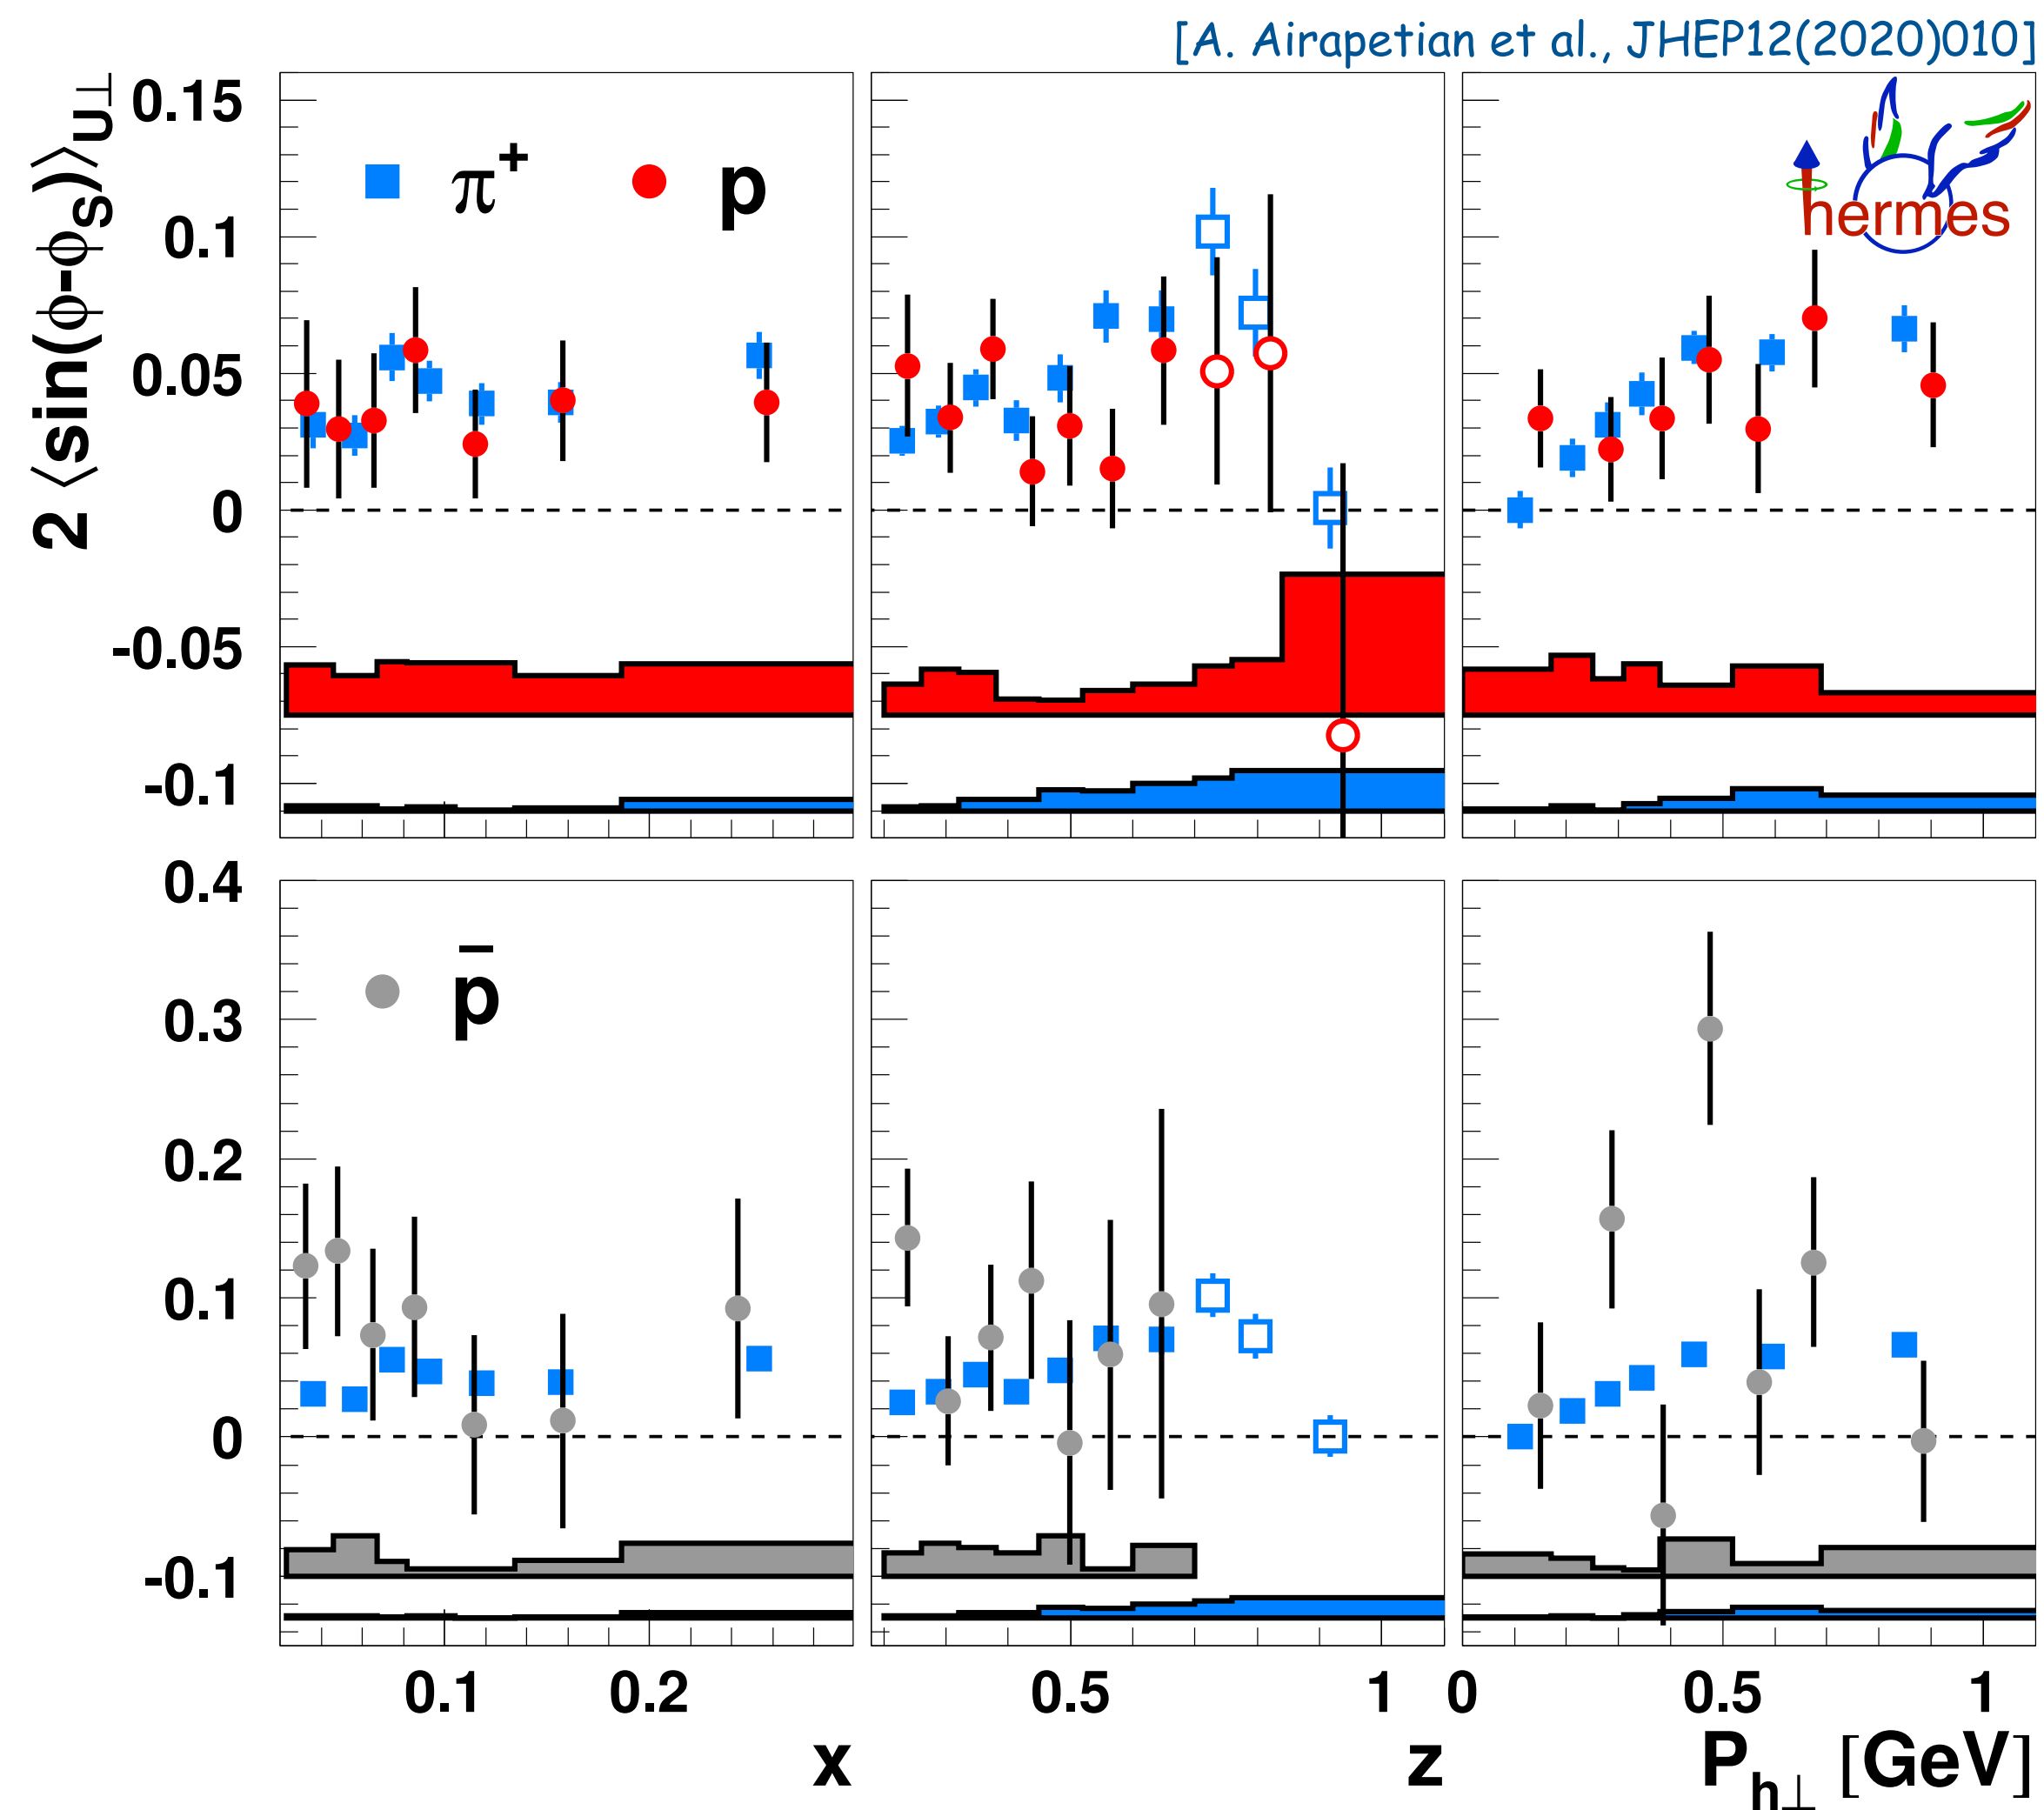 [A. Airapetian et al., JHEP12(2020)010]
2 ⟨sin(ϕ-ϕS)⟩U⊥
0.15
0.1
0.05
0
-0.05
-0.1
π+ p
hermes
0.4
0.3
0.2
0.1
0
-0.1
p̄
0.1 0.2 0.5 1 0 0.5 1
x z Ph⊥ [GeV]